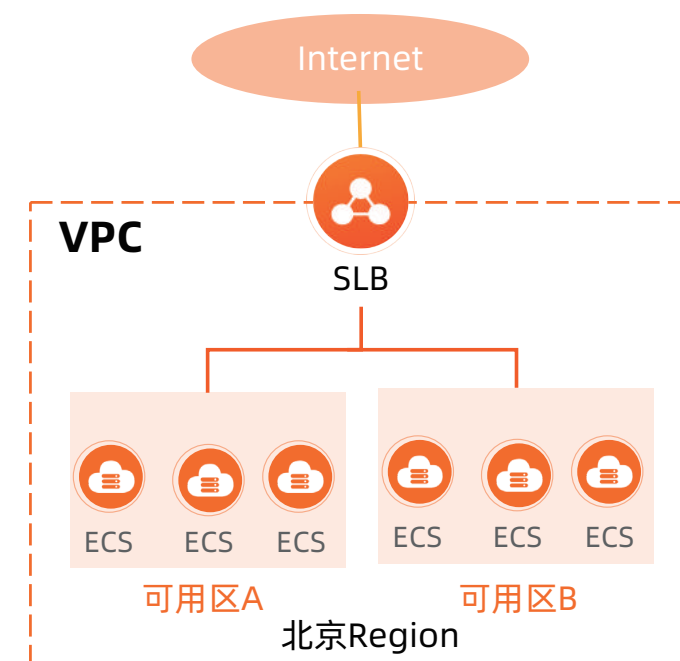 Internet
VPC
SLB
ECS ECS ECS ECS ECS ECS
可用区A 可用区B
北京Region